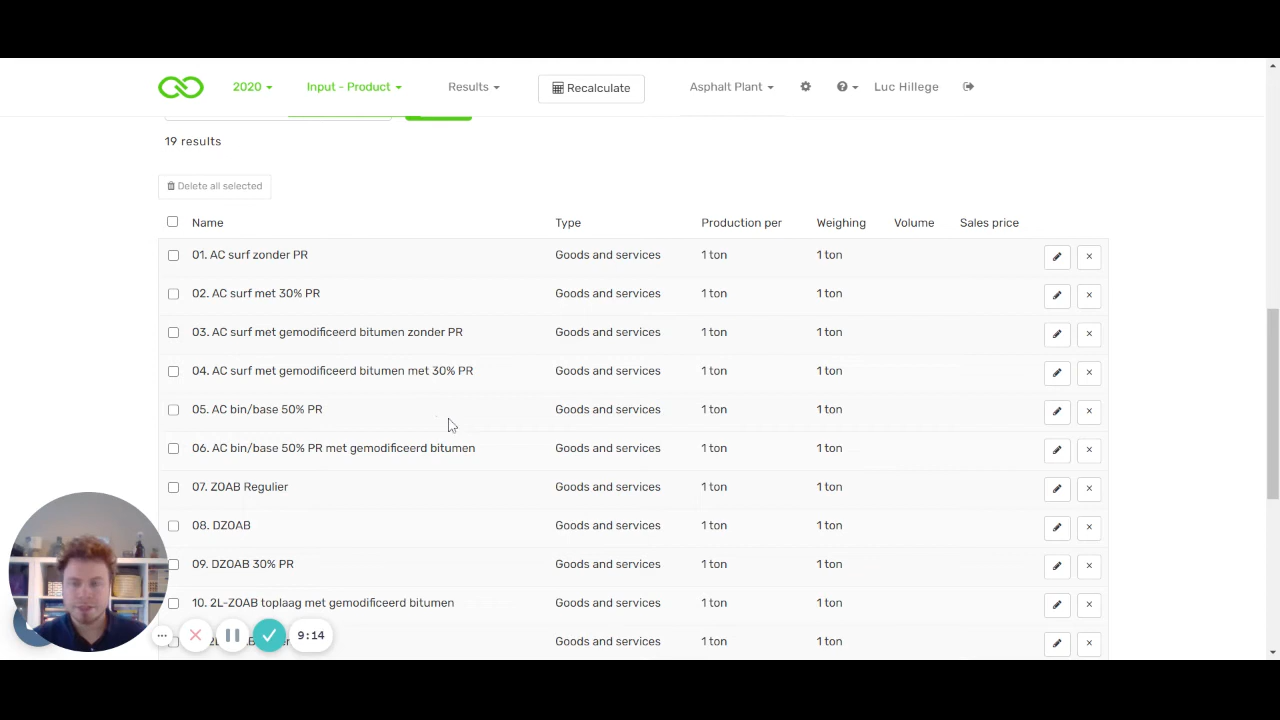 2020 Input - Product Results Recalculate Asphalt Plant Luc Hillege
19 results
Delete all selected
Name Type Production per Weighing Volume Sales price
01. AC surf zonder PR Goods and services 1 ton 1 ton
02. AC surf met 30% PR Goods and services 1 ton 1 ton
03. AC surf met gemodificeerd bitumen zonder PR Goods and services 1 ton 1 ton
04. AC surf met gemodificeerd bitumen met 30% PR Goods and services 1 ton 1 ton
05. AC bin/base 50% PR Goods and services 1 ton 1 ton
06. AC bin/base 50% PR met gemodificeerd bitumen Goods and services 1 ton 1 ton
07. ZOAB Regulier Goods and services 1 ton 1 ton
08. DZOAB Goods and services 1 ton 1 ton
09. DZOAB 30% PR Goods and services 1 ton 1 ton
10. 2L-ZOAB toplaag met gemodificeerd bitumen Goods and services 1 ton 1 ton
Goods and services 1 ton 1 ton
9:14